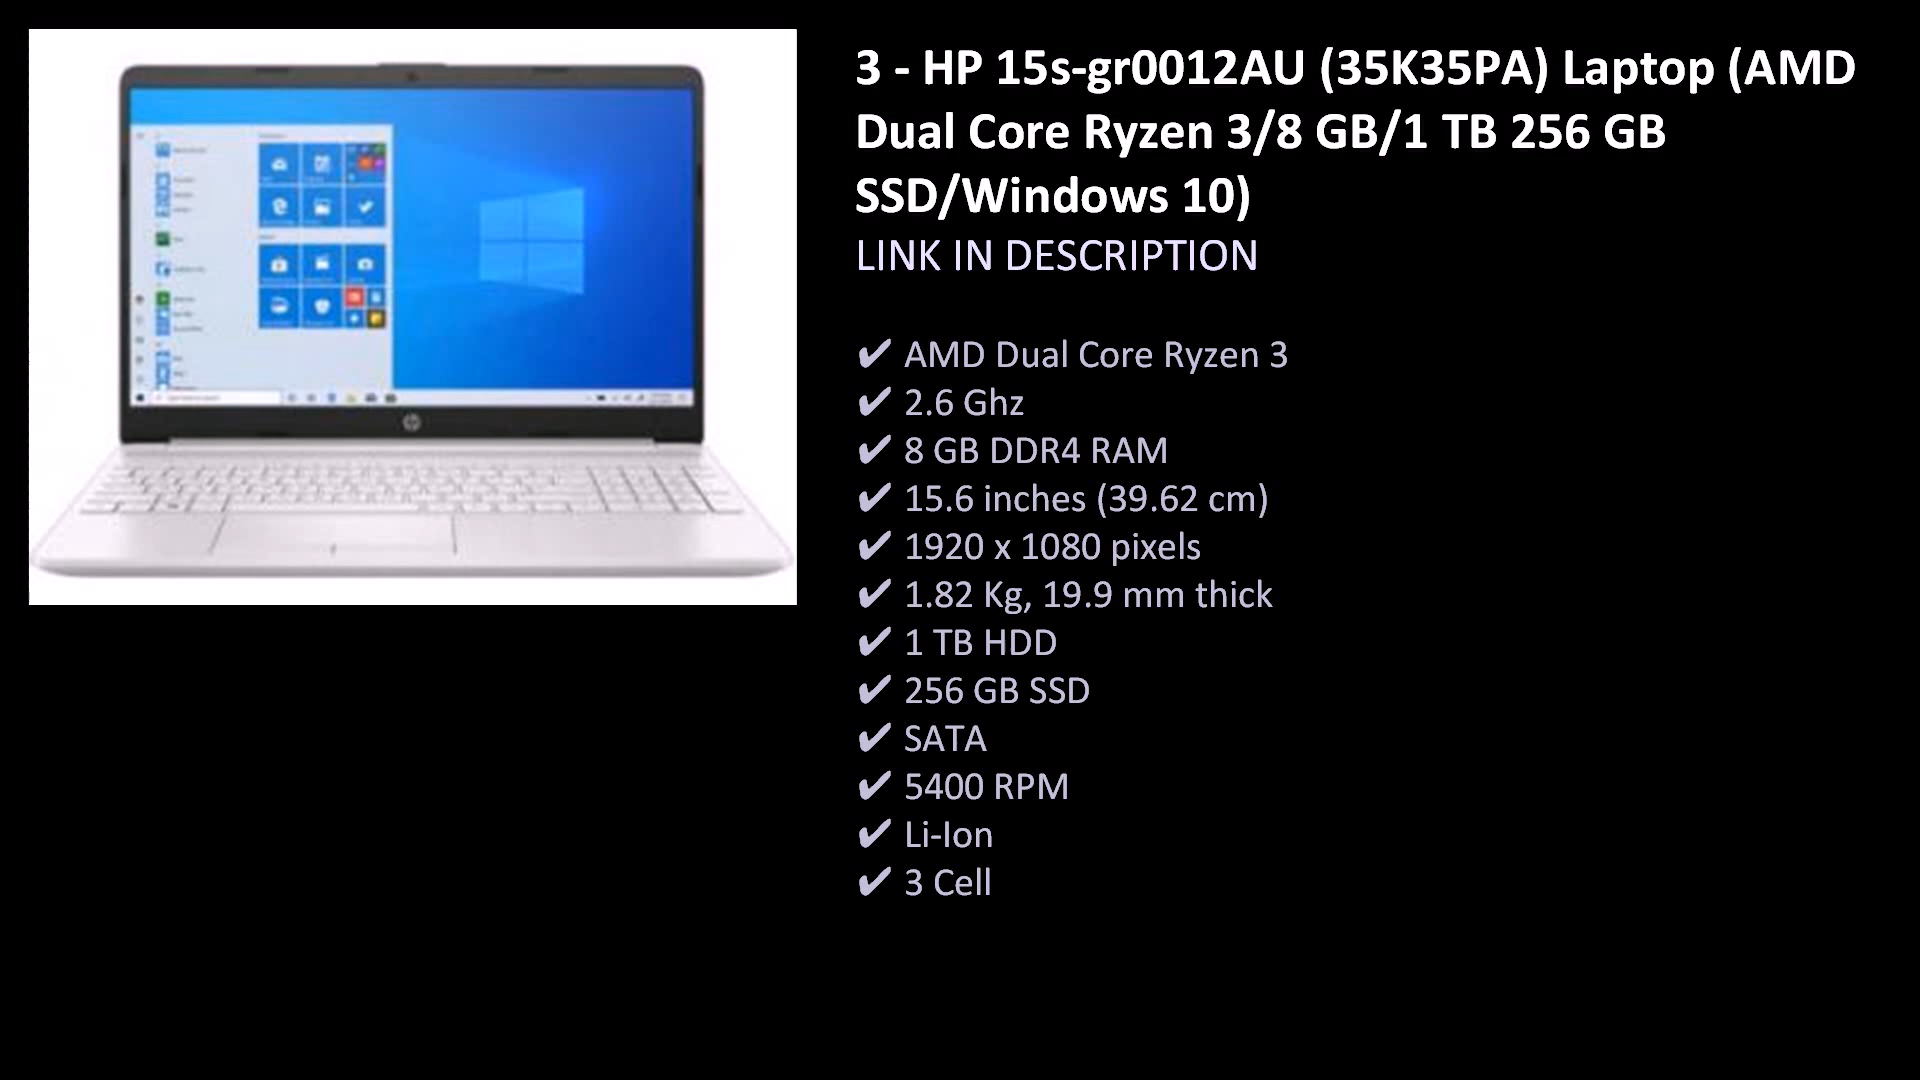 3 - HP 15s-gr0012AU (35K35PA) Laptop (AMD
Dual Core Ryzen 3/8 GB/1 TB 256 GB
SSD/Windows 10)
LINK IN DESCRIPTION
✔ AMD Dual Core Ryzen 3
✔ 2.6 Ghz
✔ 8 GB DDR4 RAM
✔ 15.6 inches (39.62 cm)
✔ 1920 x 1080 pixels
✔ 1.82 Kg, 19.9 mm thick
✔ 1 TB HDD
✔ 256 GB SSD
✔ SATA
✔ 5400 RPM
✔ Li-Ion
✔ 3 Cell
hp